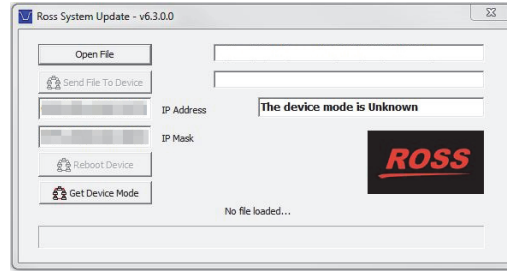 Ross System Update - v6.3.0.0
Open File
Send File To Device
IP Address
The device mode is Unknown
IP Mask
Reboot Device
ROSS
Get Device Mode
No file loaded...